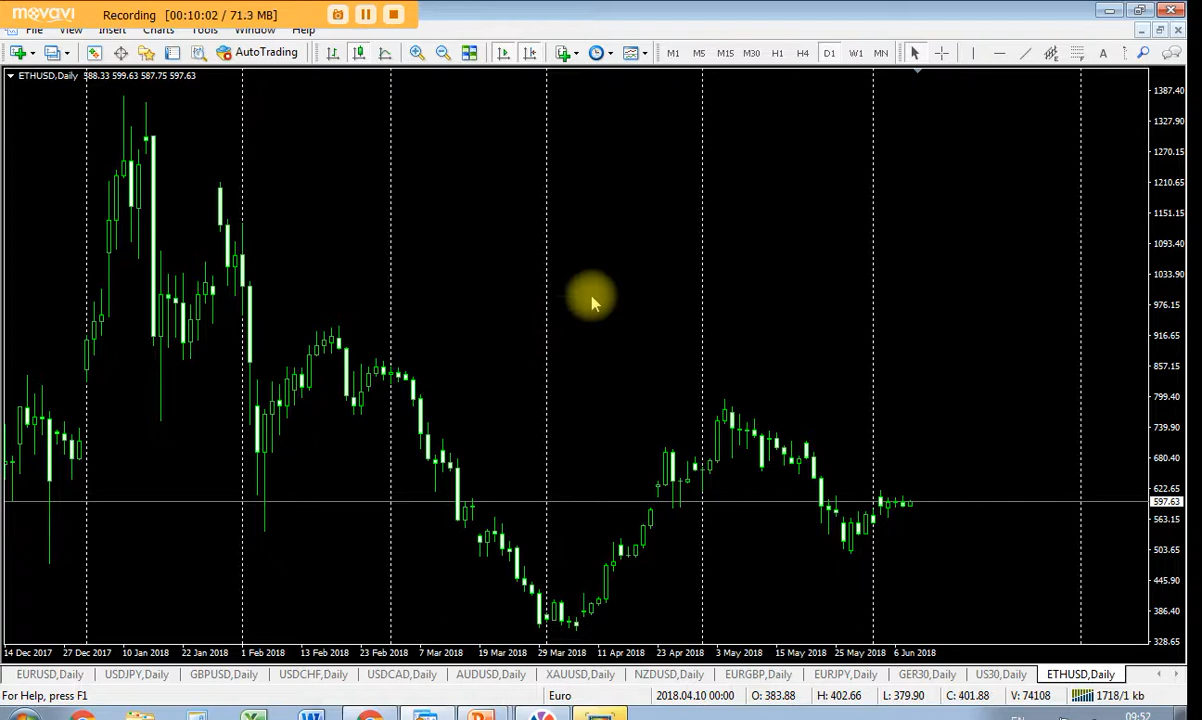 movavi
Recording (00:10:02 / 71.3 MB)
File View Insert Charts Tools Window Help
AutoTrading M1 M5 M15 M30 H1 H4 D1 W1 MN A
ETHUSD,Daily 588.33 599.63 587.75 597.63
1387.40
1327.90
1270.15
1210.65
1151.15
1093.40
1033.90
976.15
916.65
857.15
799.40
739.90
680.40
622.65
597.63
563.15
503.65
445.90
386.40
328.65
14 Dec 2017 27 Dec 2017 10 Jan 2018 22 Jan 2018 1 Feb 2018 13 Feb 2018 23 Feb 2018 7 Mar 2018 19 Mar 2018 29 Mar 2018 11 Apr 2018 23 Apr 2018 3 May 2018 15 May 2018 25 May 2018 6 Jun 2018
EURUSD,Daily USDJPY,Daily GBPUSD,Daily USDCHF,Daily USDCAD,Daily AUDUSD,Daily XAUUSD,Daily NZDUSD,Daily EURGBP,Daily EURJPY,Daily GER30,Daily US30,Daily ETHUSD,Daily
For Help, press F1 Euro 2018.04.10 00:00 O: 383.88 H: 402.66 L: 379.90 C: 401.88 V: 74108 1718/1 kb
09:52